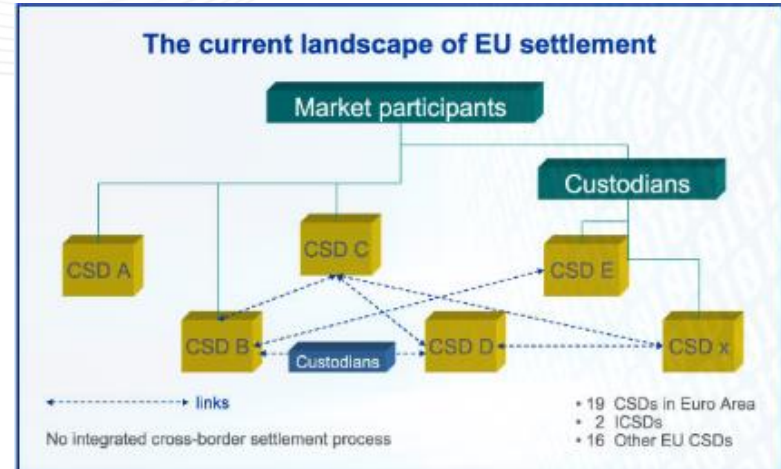 The current landscape of EU settlement
Market participants
Custodians
CSD A
CSD C
CSD E
CSD B
Custodians
CSD D
CSD x
links
No integrated cross-border settlement process
• 19 CSDs in Euro Area
• 2 ICSDs
• 16 Other EU CSDs